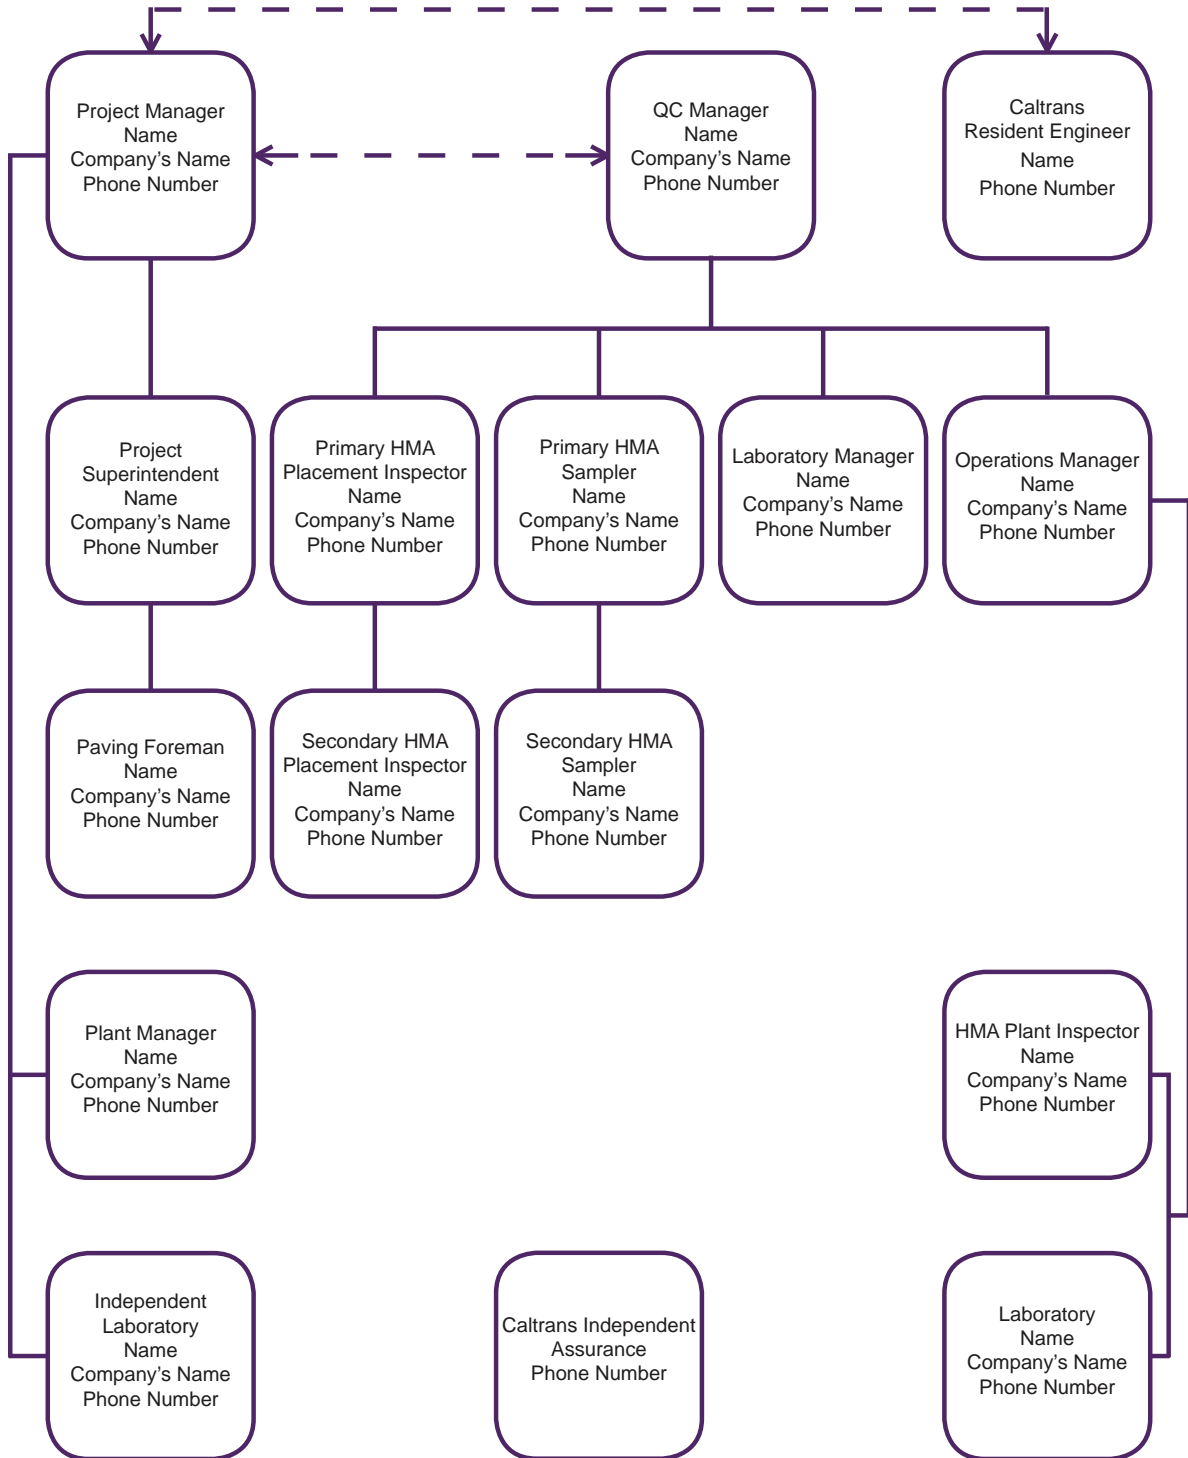 Project Manager
Name
Company’s Name
Phone Number
QC Manager
Name
Company’s Name
Phone Number
Caltrans
Resident Engineer
Name
Phone Number
Project
Superintendent
Name
Company’s Name
Phone Number
Primary HMA
Placement Inspector
Name
Company’s Name
Phone Number
Primary HMA
Sampler
Name
Company’s Name
Phone Number
Laboratory Manager
Name
Company’s Name
Phone Number
Operations Manager
Name
Company’s Name
Phone Number
Paving Foreman
Name
Company’s Name
Phone Number
Secondary HMA
Placement Inspector
Name
Company’s Name
Phone Number
Secondary HMA
Sampler
Name
Company’s Name
Phone Number
Plant Manager
Name
Company’s Name
Phone Number
HMA Plant Inspector
Name
Company’s Name
Phone Number
Independent
Laboratory
Name
Company’s Name
Phone Number
Caltrans Independent
Assurance
Phone Number
Laboratory
Name
Company’s Name
Phone Number